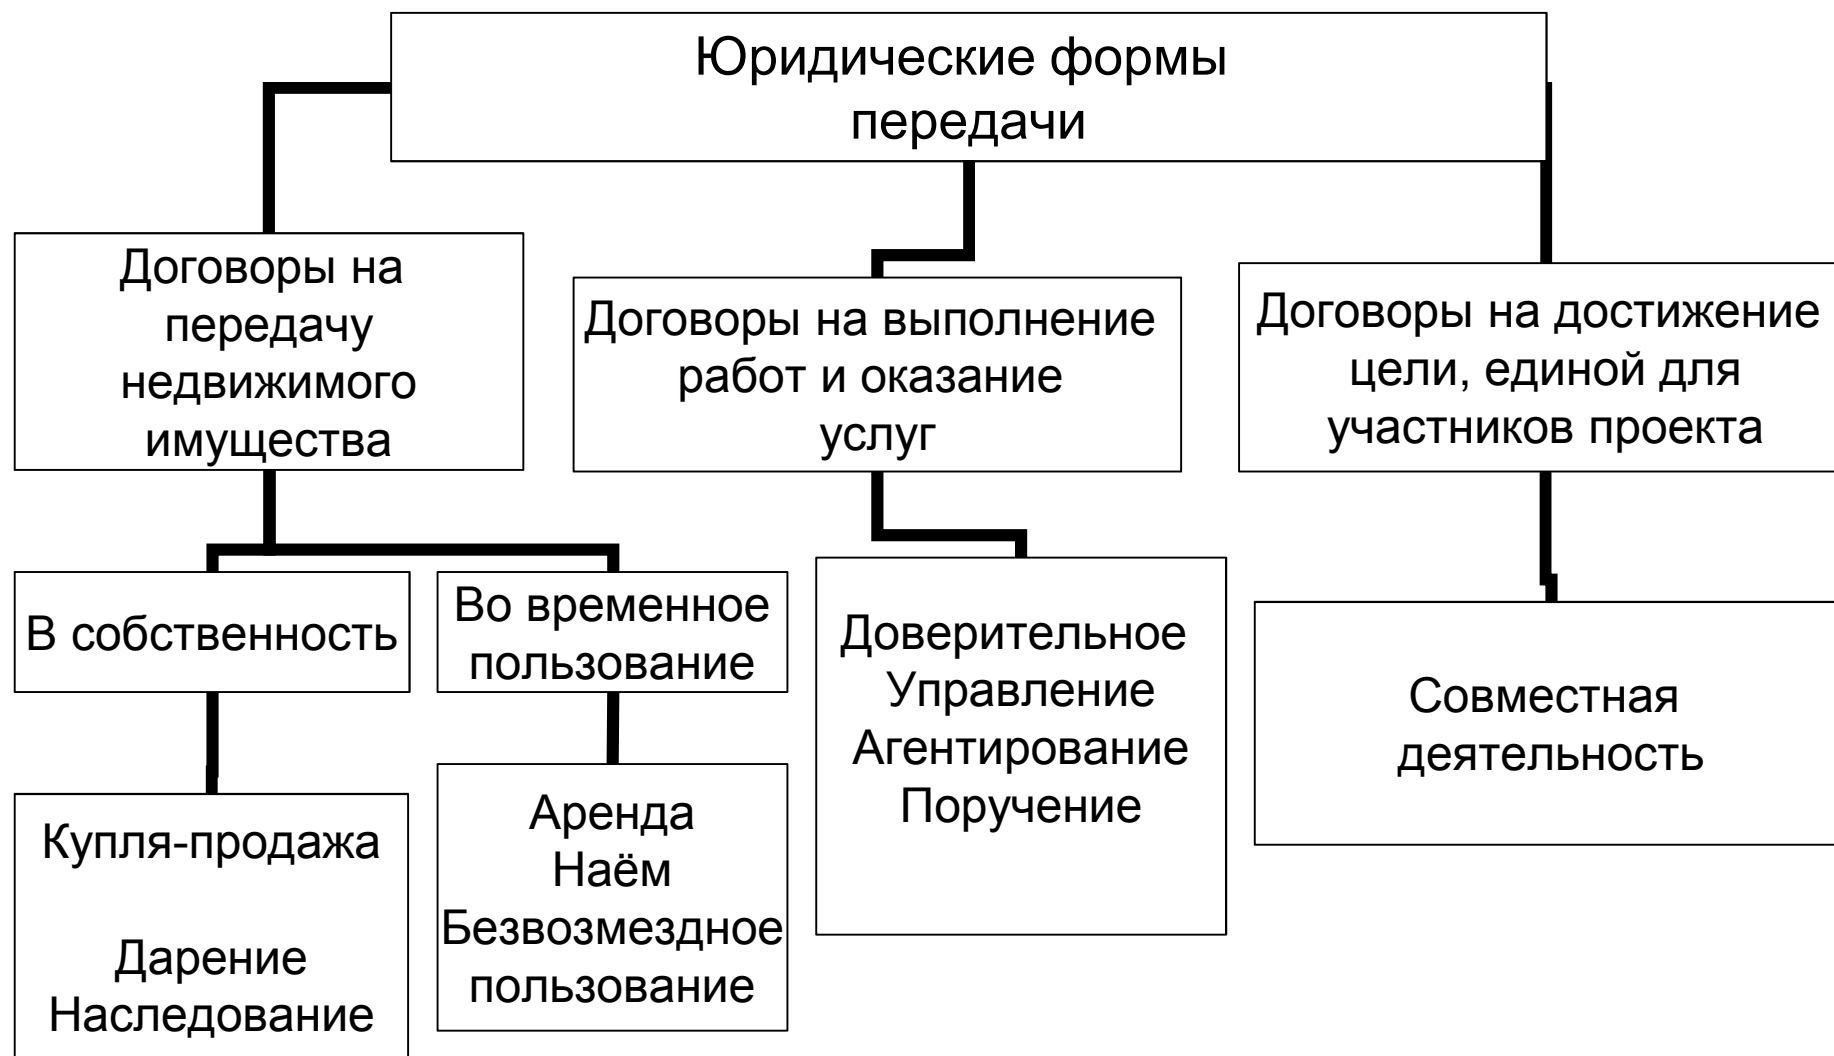 Юридические формы
передачи
Договоры на
передачу
недвижимого
имущества
Договоры на выполнение
работ и оказание
услуг
Договоры на достижение
цели, единой для
участников проекта
В собственность
Во временное
пользование
Доверительное
Управление
Агентирование
Поручение
Совместная
деятельность
Купля-продажа
Дарение
Наследование
Аренда
Наём
Безвозмездное
пользование